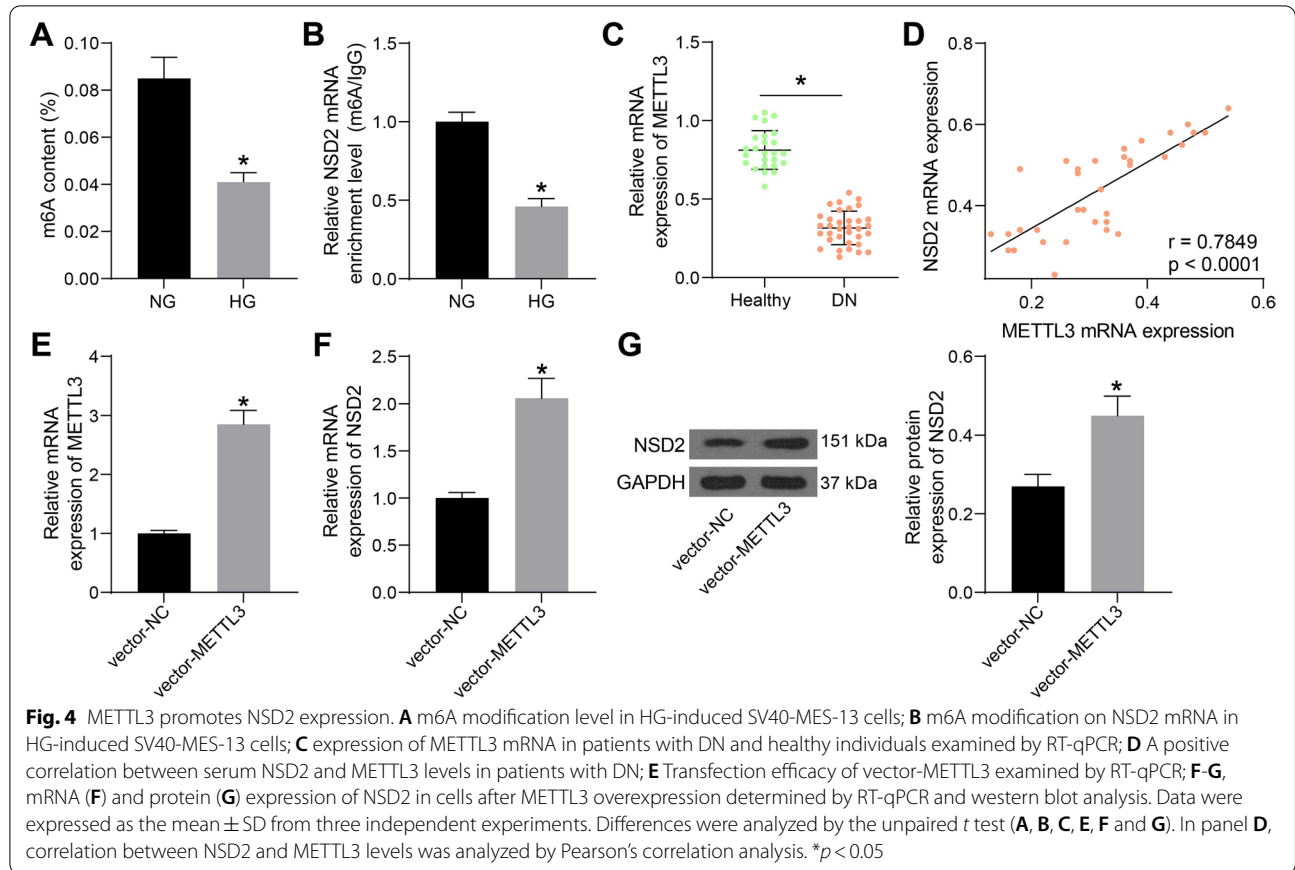 A
m6A content (%)
0.10
0.08
0.06
0.04
0.02
0.00
*
NG HG
B
Relative NSD2 mRNA
enrichment level (m6A/IgG)
1.5
1.0
0.5
0.0
*
NG HG
C
Relative mRNA
expression of METTL3
1.5
1.0
0.5
0.0
*
Healthy DN
D
NSD2 mRNA expression
0.8
0.6
0.4
r = 0.7849
p < 0.0001
0.2 0.4 0.6
METTL3 mRNA expression
E
Relative mRNA
expression of METTL3
4
3
2
1
0
*
vector-NC
vector-METTL3
F
Relative mRNA
expression of NSD2
2.5
2.0
1.5
1.0
0.5
0.0
*
vector-NC
vector-METTL3
G
NSD2 151 kDa
GAPDH 37 kDa
vector-NC
vector-METTL3
Relative protein
expression of NSD2
0.6
0.4
0.2
0.0
*
vector-NC
vector-METTL3
Fig. 4 METTL3 promotes NSD2 expression. A m6A modification level in HG-induced SV40-MES-13 cells; B m6A modification on NSD2 mRNA in
HG-induced SV40-MES-13 cells; C expression of METTL3 mRNA in patients with DN and healthy individuals examined by RT-qPCR; D A positive
correlation between serum NSD2 and METTL3 levels in patients with DN; E Transfection efficacy of vector-METTL3 examined by RT-qPCR; F-G,
mRNA (F) and protein (G) expression of NSD2 in cells after METTL3 overexpression determined by RT-qPCR and western blot analysis. Data were
expressed as the mean ± SD from three independent experiments. Differences were analyzed by the unpaired t test (A, B, C, E, F and G). In panel D,
correlation between NSD2 and METTL3 levels was analyzed by Pearson's correlation analysis. *p < 0.05